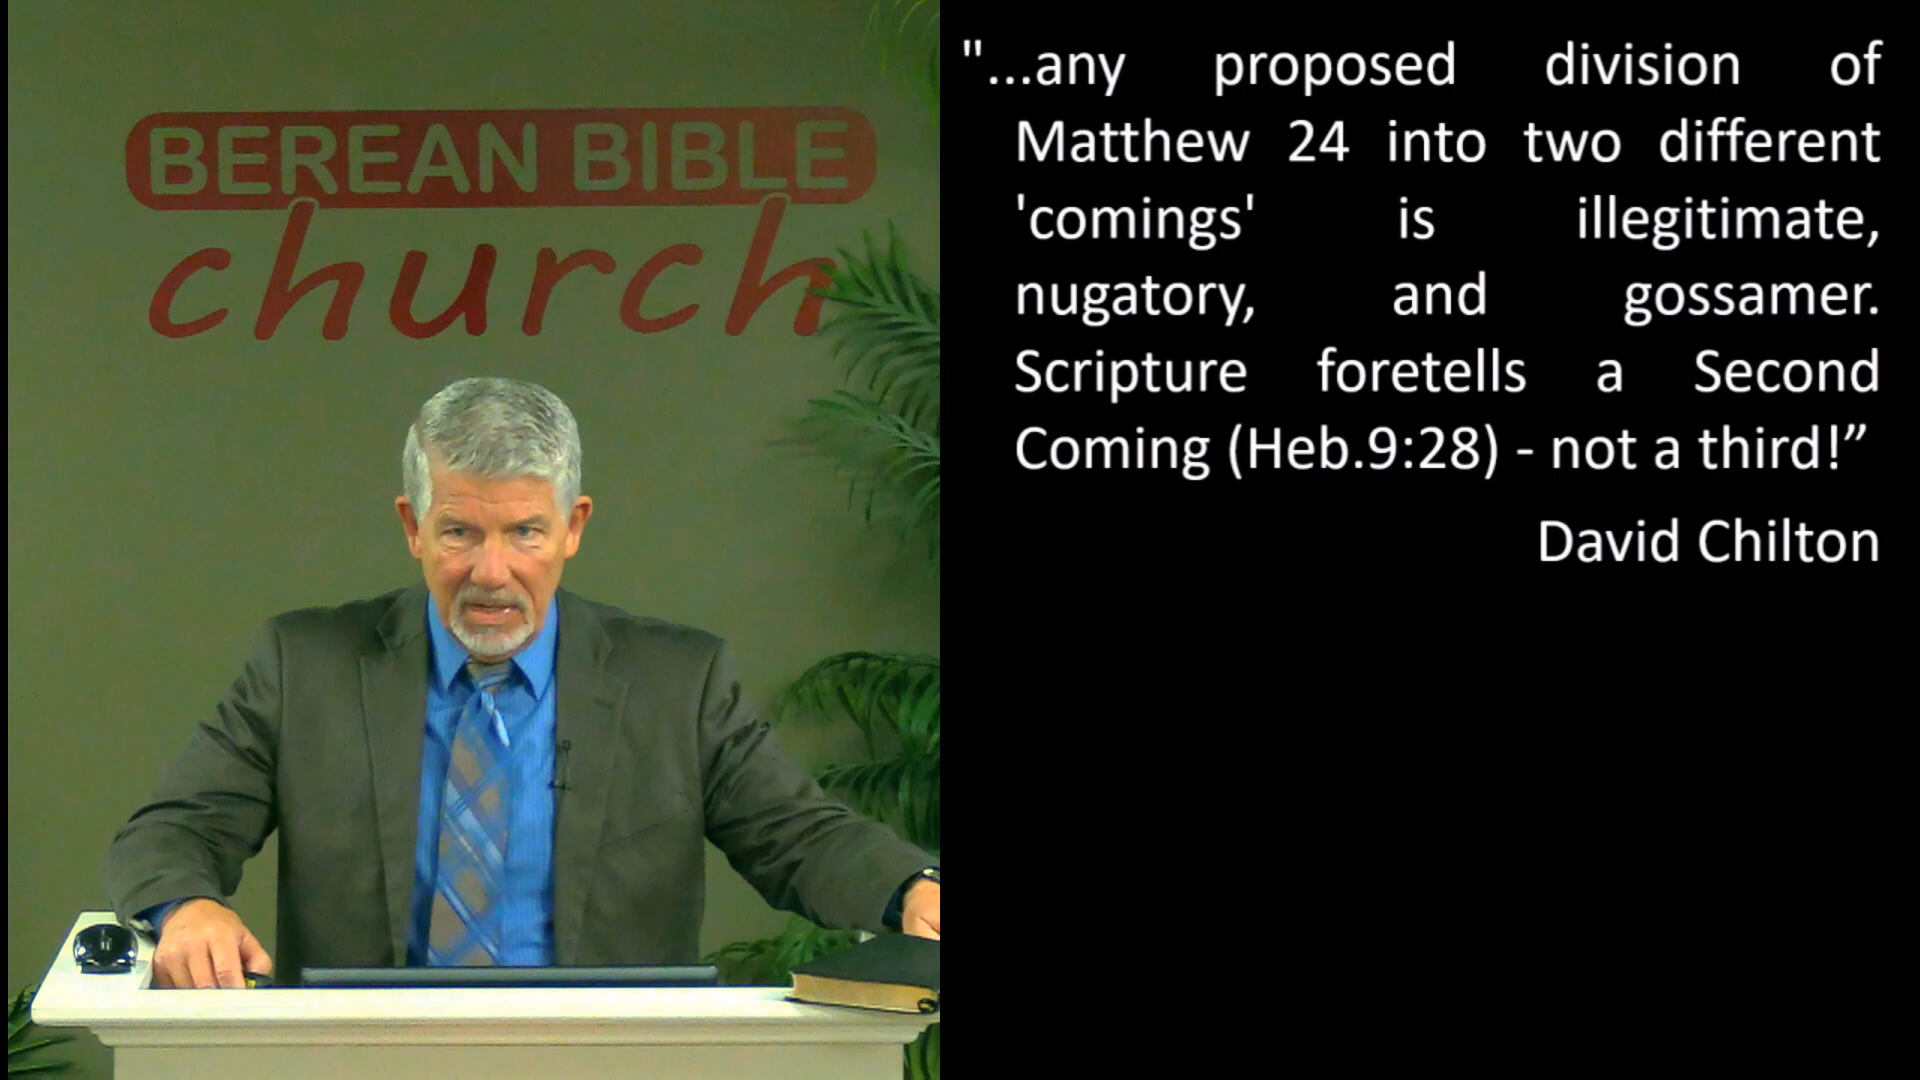 BEREAN BIBLE
church
"...any proposed division of
Matthew 24 into two different
'comings' is illegitimate,
nugatory, and gossamer.
Scripture foretells a Second
Coming (Heb.9:28) - not a third!”
David Chilton